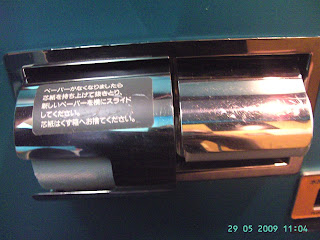 ペーパーがなくなりましたら
芯紙を持ち上げて抜きとり、
新しいペーパーを横にスライド
してください。
芯紙はくず箱へお捨てください。
29 05 2009 11:04